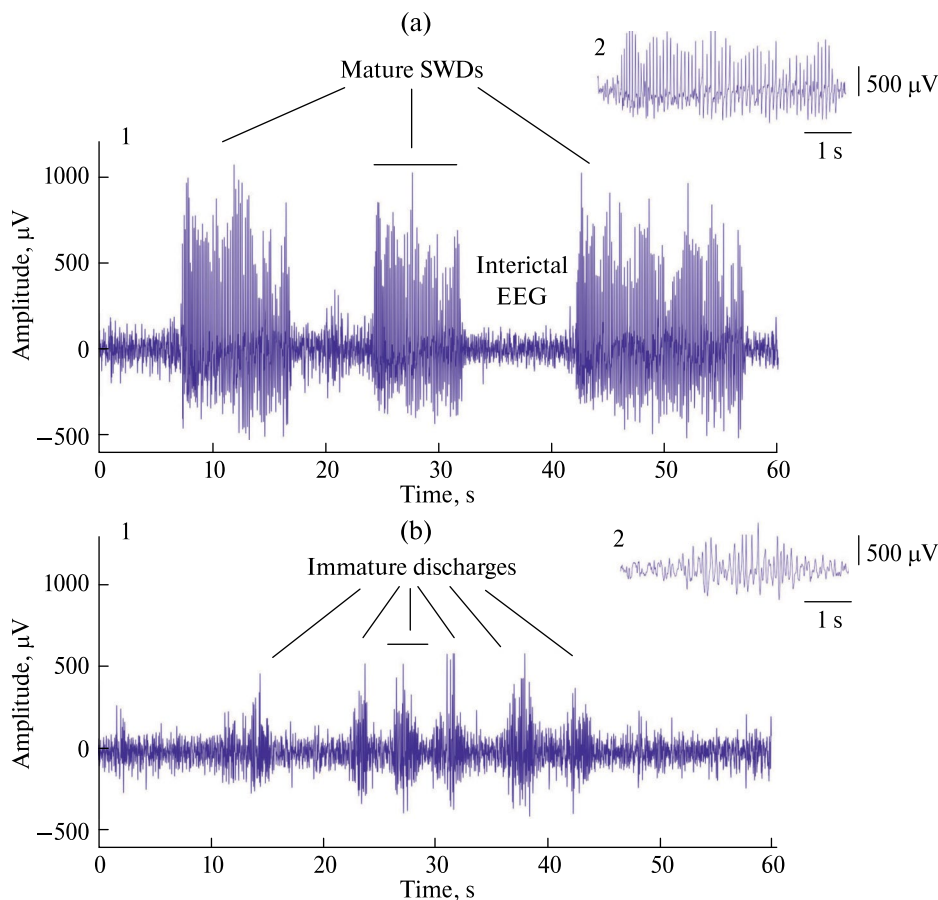 (a)
Mature SWDs
1
2
500 µV
1 s
Amplitude, µV
1000
500
0
−500
Interictal
EEG
0
10
20
30
40
50
60
Time, s
(b)
1
Immature discharges
2
500 µV
1 s
Amplitude, µV
1000
500
0
−500
0
10
20
30
40
50
60
Time, s